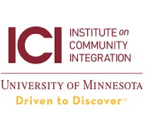 ICI
INSTITUTE on
COMMUNITY
INTEGRATION
UNIVERSITY OF MINNESOTA
Driven to Discover℠